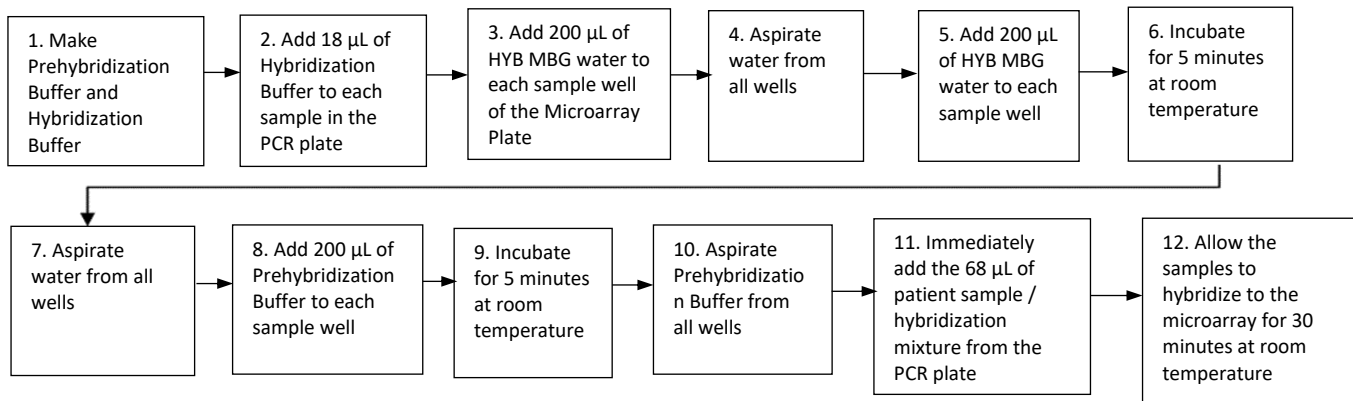 1. Make
Prehybridization
Buffer and
Hybridization
Buffer
2. Add 18 µL of
Hybridization
Buffer to each
sample in the
PCR plate
3. Add 200 µL of
HYB MBG water to
each sample well
of the Microarray
Plate
4. Aspirate
water from
all wells
5. Add 200 µL
of HYB MBG
water to each
sample well
6. Incubate
for 5 minutes
at room
temperature
7. Aspirate
water from all
wells
8. Add 200 µL of
Prehybridization
Buffer to each
sample well
9. Incubate
for 5 minutes
at room
temperature
10. Aspirate
Prehybridizatio
n Buffer from
all wells
11. Immediately
add the 68 µL of
patient sample /
hybridization
mixture from the
PCR plate
12. Allow the
samples to
hybridize to the
microarray for 30
minutes at room
temperature